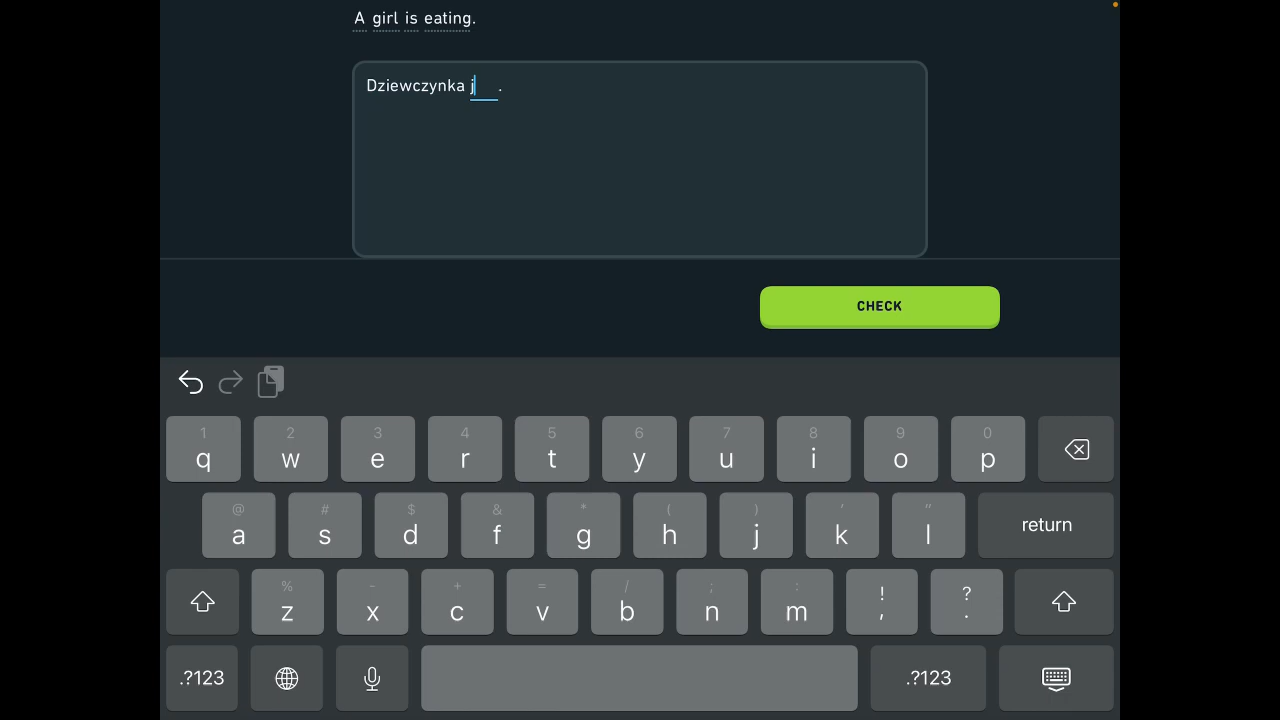 A girl is eating.
Dziewczynka j .
CHECK
1 2 3 4 5 6 7 8 9 0
q w e r t y u i o p
@ # $ & * ( ) ' "
a s d f g h j k l return
% - + = / ; : ! ?
z x c v b n m , .
.?123 .?123